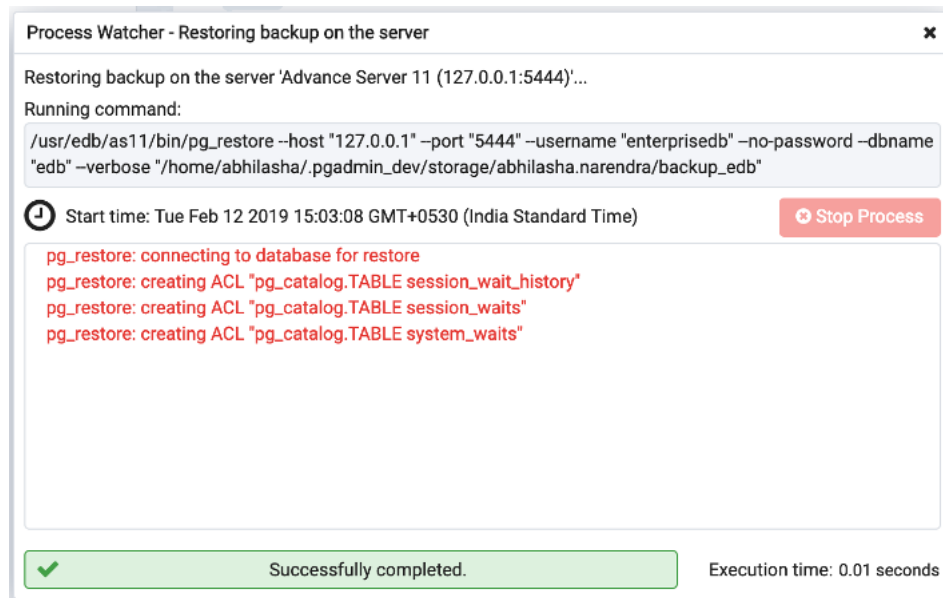 Process Watcher - Restoring backup on the server
Restoring backup on the server 'Advance Server 11 (127.0.0.1:5444)'...
Running command:
/usr/edb/as11/bin/pg_restore --host "127.0.0.1" --port "5444" --username "enterprisedb" --no-password --dbname
"edb" --verbose "/home/abhilasha/.pgadmin_dev/storage/abhilasha.narendra/backup_edb"
Start time: Tue Feb 12 2019 15:03:08 GMT+0530 (India Standard Time)
Stop Process
pg_restore: connecting to database for restore
pg_restore: creating ACL "pg_catalog.TABLE session_wait_history"
pg_restore: creating ACL "pg_catalog.TABLE session_waits"
pg_restore: creating ACL "pg_catalog.TABLE system_waits"
Successfully completed.
Execution time: 0.01 seconds